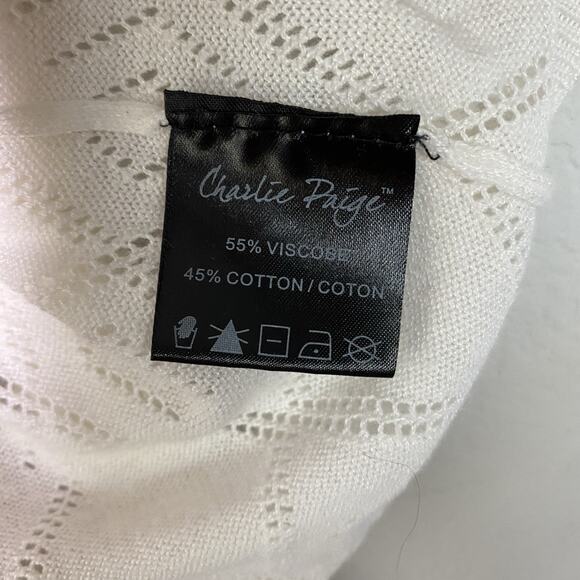 Charlie Paige™
55% VISCOSE
45% COTTON / COTON